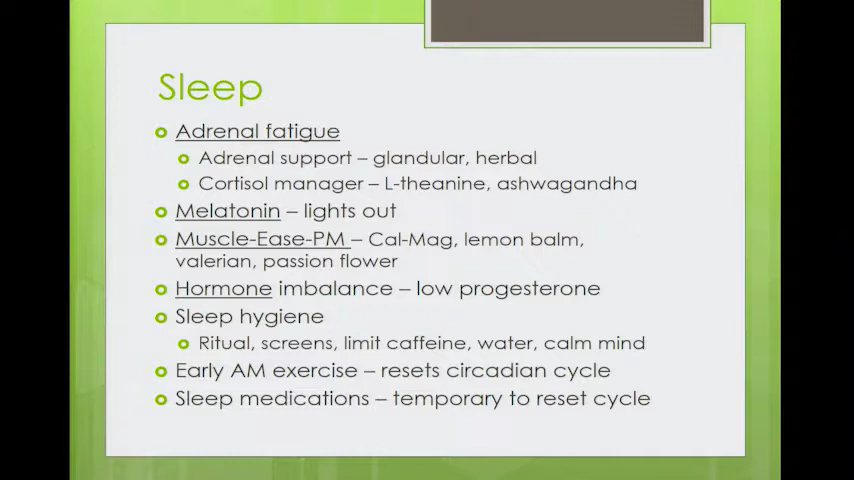 Sleep
Adrenal fatigue
Adrenal support – glandular, herbal
Cortisol manager – L-theanine, ashwagandha
Melatonin – lights out
Muscle-Ease-PM – Cal-Mag, lemon balm,
valerian, passion flower
Hormone imbalance – low progesterone
Sleep hygiene
Ritual, screens, limit caffeine, water, calm mind
Early AM exercise – resets circadian cycle
Sleep medications – temporary to reset cycle